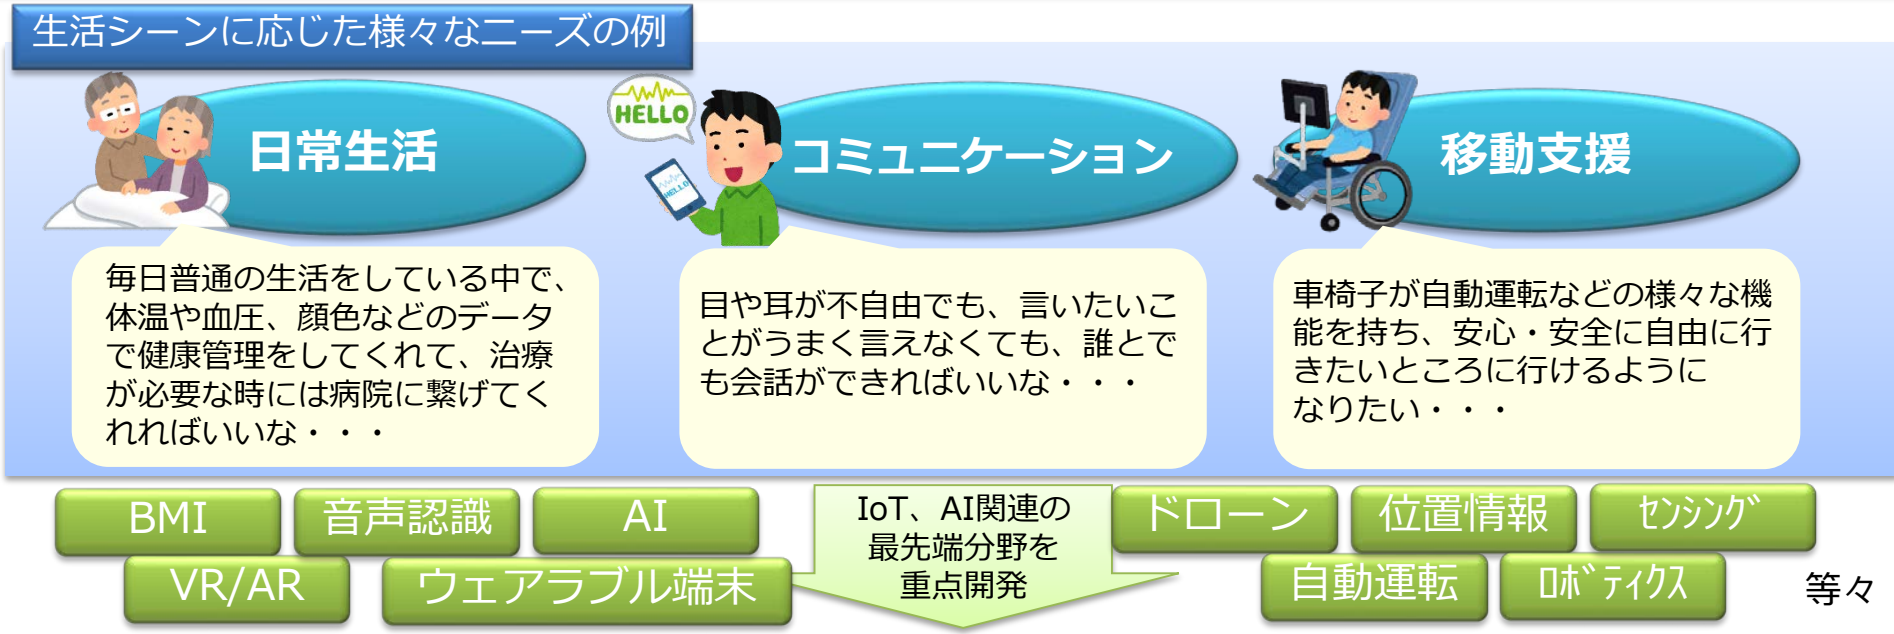 生活シーンに応じた様々なニーズの例
HELLO
HELLO
日常生活
コミュニケーション
移動支援
毎日普通の生活をしている中で、
体温や血圧、顔色などのデータ
で健康管理をしてくれて、治療
が必要な時には病院に繋げてく
れればいいな・・・
目や耳が不自由でも、言いたいこ
とがうまく言えなくても、誰とで
も会話ができればいいな・・・
車椅子が自動運転などの様々な機
能を持ち、安心・安全に自由に行
きたいところに行けるように
なりたい・・・
BMI
音声認識
AI
VR/AR
ウェアラブル端末
IoT、AI関連の
最先端分野を
重点開発
ドローン
位置情報
ｾﾝｼﾝｸﾞ
自動運転
ﾛﾎﾞﾃｨｸｽ
等々